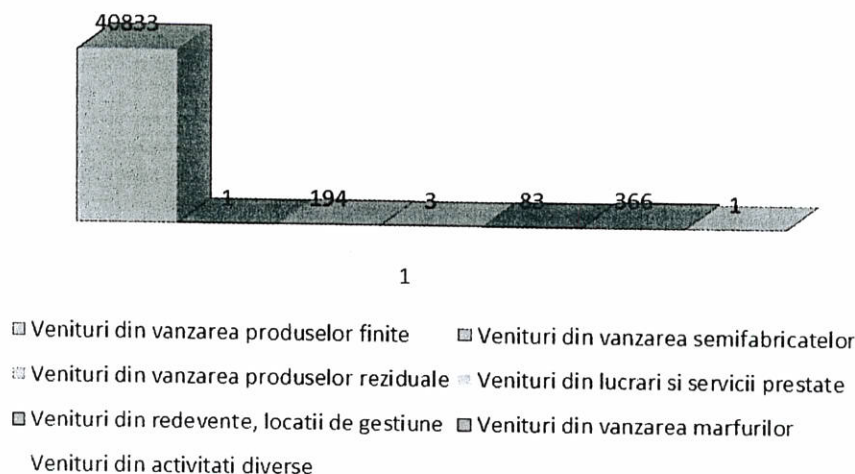 40833
1 194 3 83 366 1
1
Venituri din vanzarea produselor finite Venituri din vanzarea semifabricatelor
Venituri din vanzarea produselor reziduale Venituri din lucrari si servicii prestate
Venituri din redevente, locatii de gestiune Venituri din vanzarea marfurilor
Venituri din activitati diverse